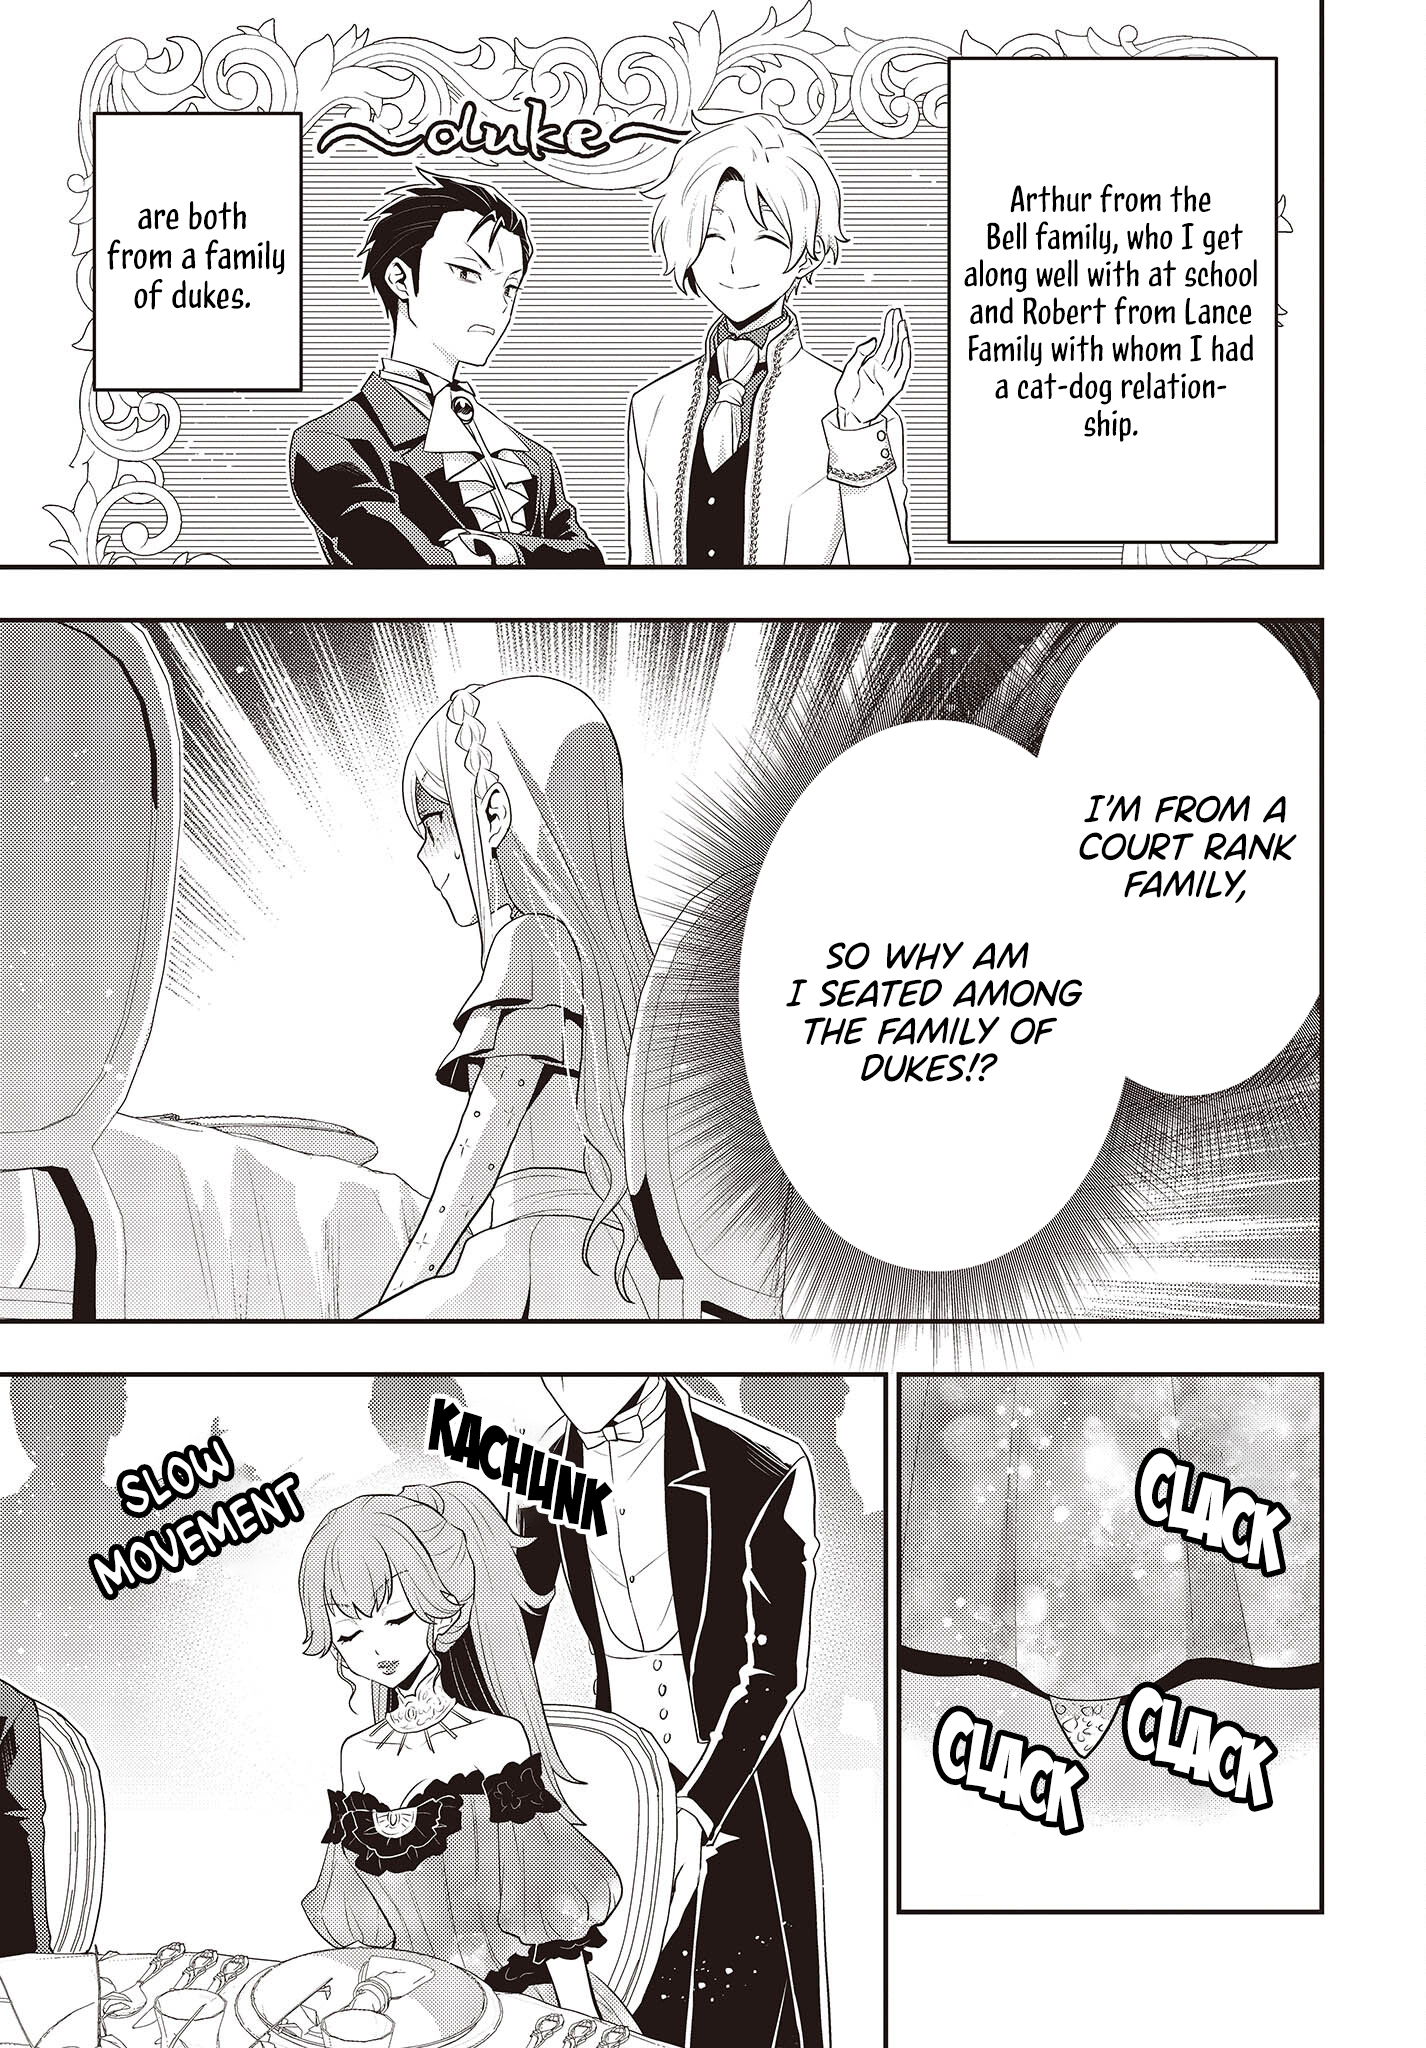 Arthur from the
Bell family, who I get
along well with at school
and Robert from Lance
Family with whom I had
a cat-dog relation-
ship.
~duke~
are both
from a family
of dukes.
I'M FROM A
COURT RANK
FAMILY,
SO WHY AM
I SEATED AMONG
THE FAMILY OF
DUKES!?
CLACK
CLACK
CLACK
KACHUNK
SLOW
MOVEMENT